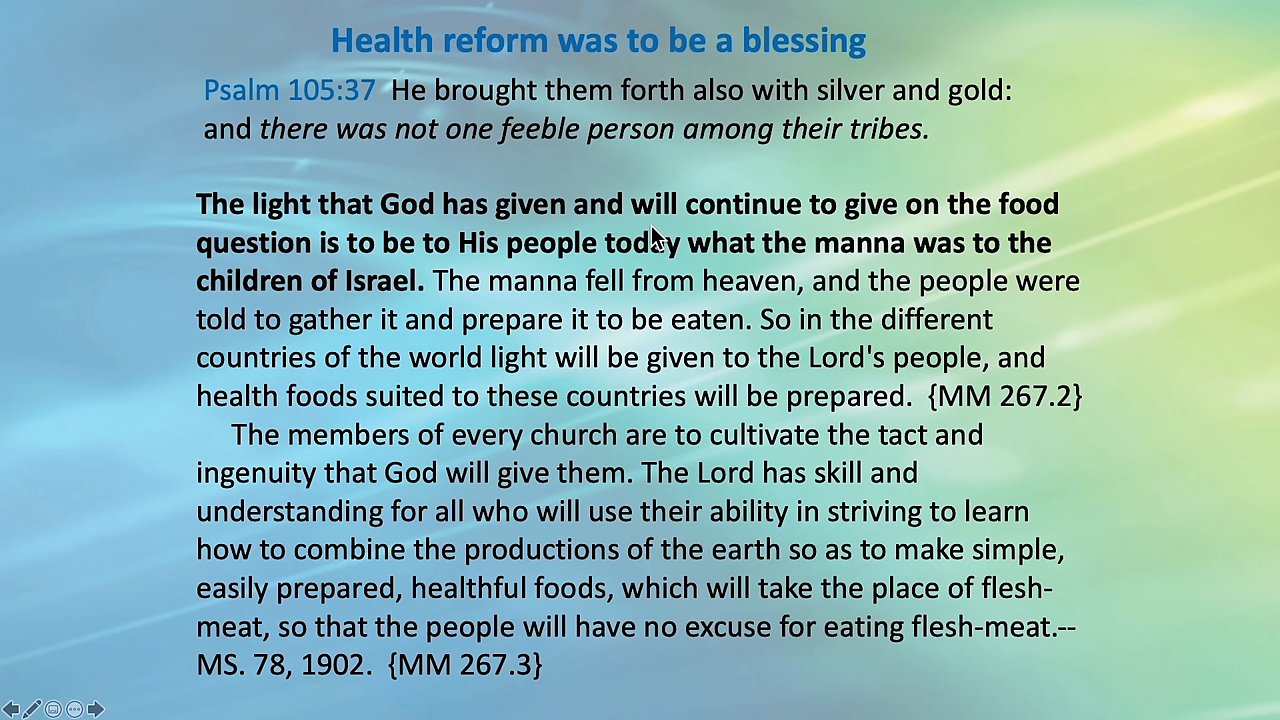 Health reform was to be a blessing
Psalm 105:37  He brought them forth also with silver and gold:
and there was not one feeble person among their tribes.
The light that God has given and will continue to give on the food
question is to be to His people today what the manna was to the
children of Israel. The manna fell from heaven, and the people were
told to gather it and prepare it to be eaten. So in the different
countries of the world light will be given to the Lord's people, and
health foods suited to these countries will be prepared.  {MM 267.2}
The members of every church are to cultivate the tact and
ingenuity that God will give them. The Lord has skill and
understanding for all who will use their ability in striving to learn
how to combine the productions of the earth so as to make simple,
easily prepared, healthful foods, which will take the place of flesh-
meat, so that the people will have no excuse for eating flesh-meat.--
MS. 78, 1902.  {MM 267.3}